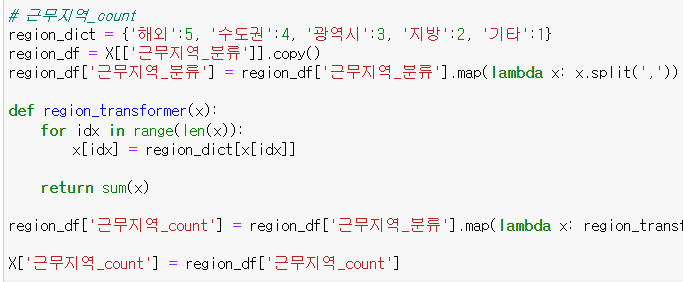 # 근무지역_count
region_dict = {'해외':5, '수도권':4, '광역시':3, '지방':2, '기타':1}
region_df = X[['근무지역_분류']].copy()
region_df['근무지역_분류'] = region_df['근무지역_분류'].map(lambda x: x.split(','))
def region_transformer(x):
    for idx in range(len(x)):
        x[idx] = region_dict[x[idx]]
    return sum(x)
region_df['근무지역_count'] = region_df['근무지역_분류'].map(lambda x: region_transf
X['근무지역_count'] = region_df['근무지역_count']